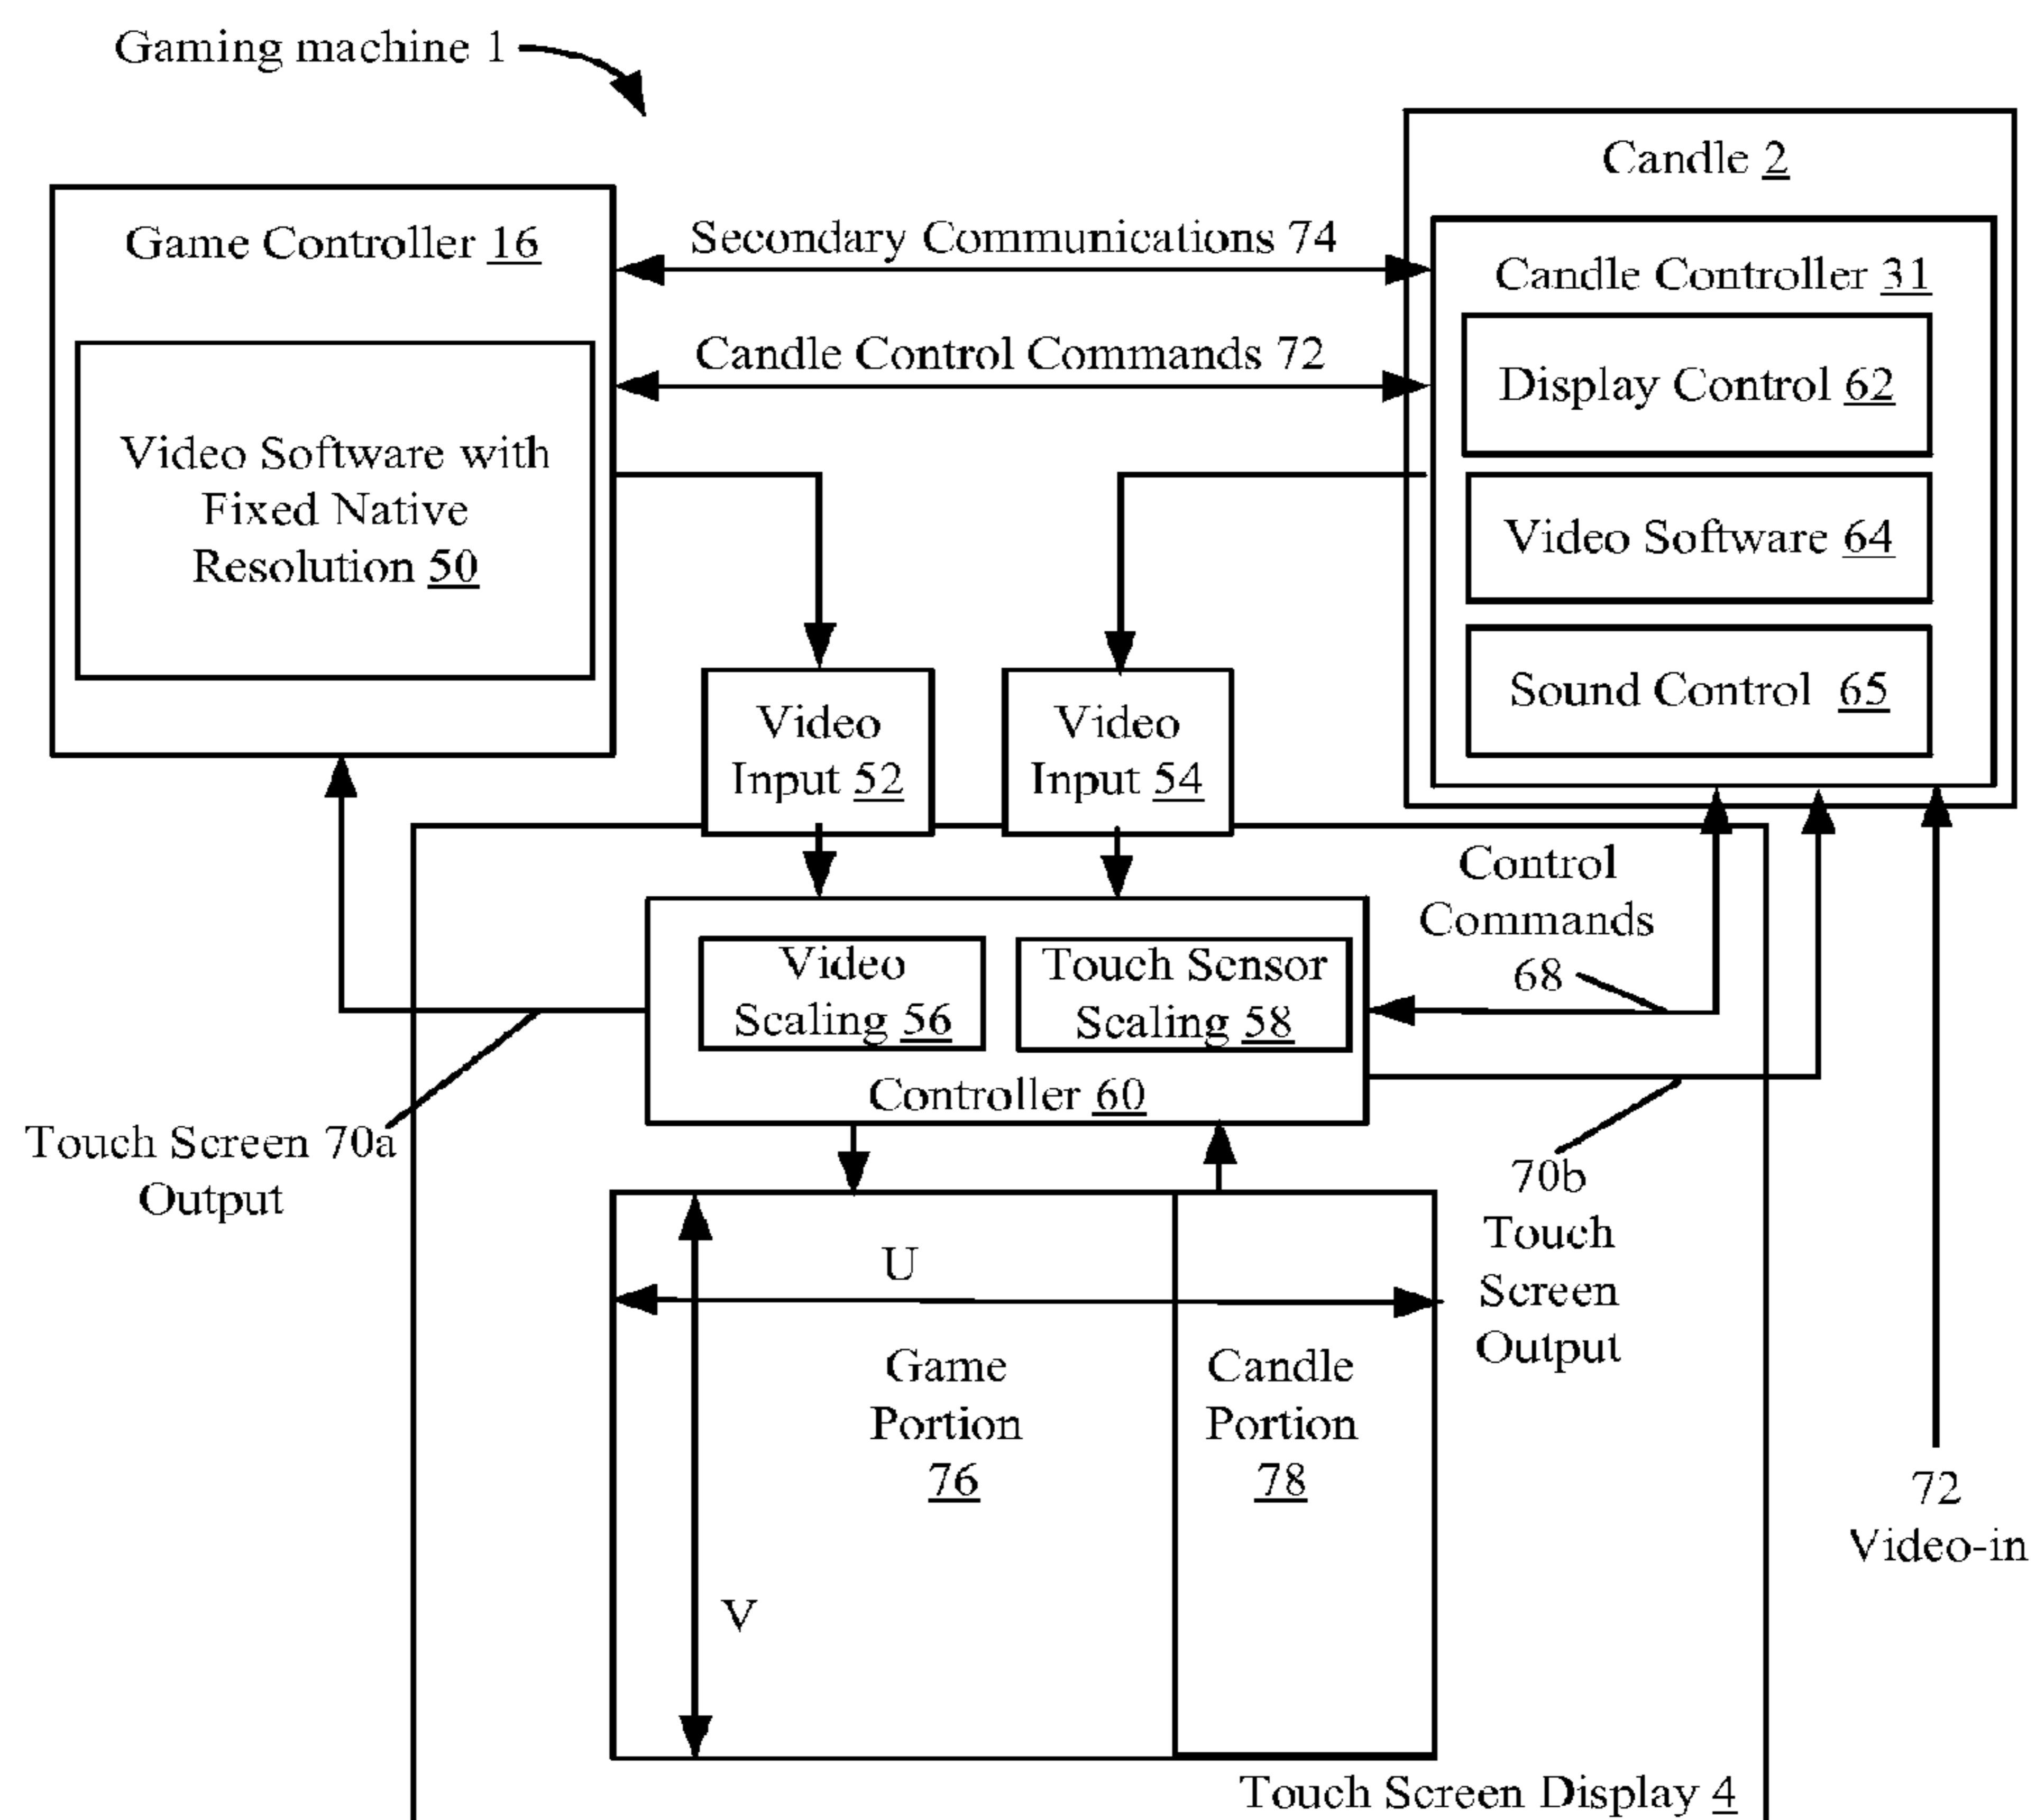 Gaming machine 1
Candle 2
Game Controller 16
Secondary Communications 74
Candle Controller 31
Candle Control Commands 72
Display Control 62
Video Software with
Fixed Native
Resolution 50
Video Software 64
Sound Control 65
Video
Input 52
Video
Input 54
Control
Commands
68
Video
Scaling 56
Touch Sensor
Scaling 58
Controller 60
Touch Screen 70a
Output
70b
Touch
Screen
Output
U
Game
Portion
76
Candle
Portion
78
V
72
Video-in
Touch Screen Display 4